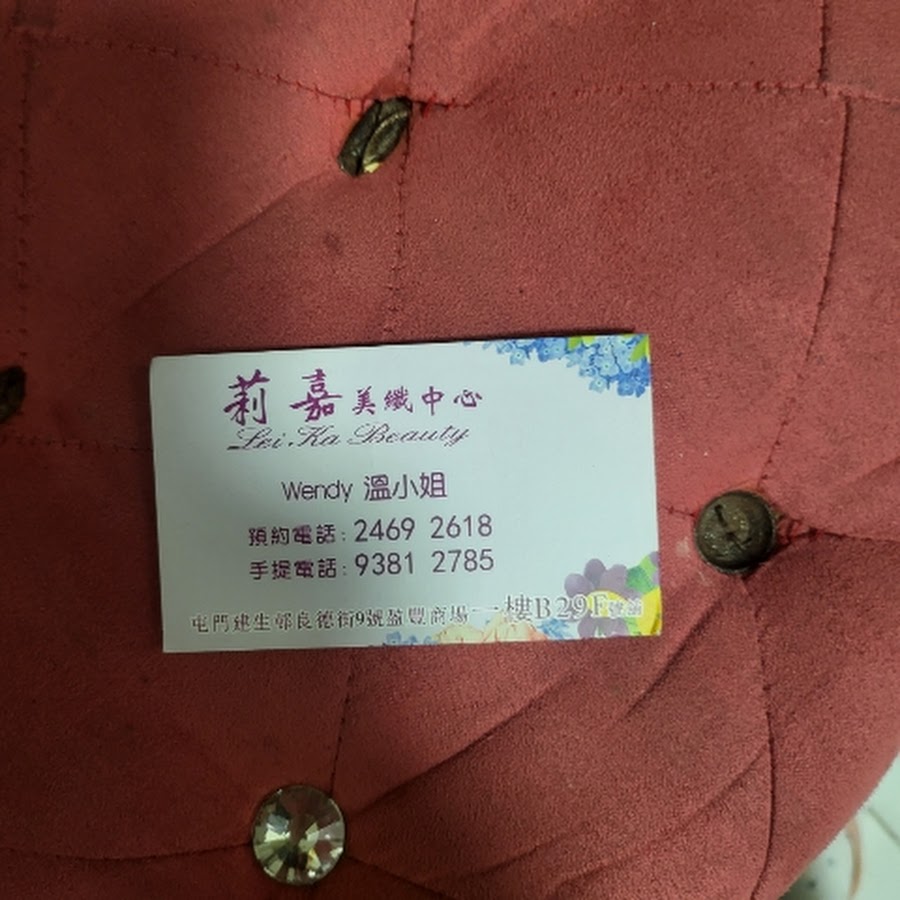 莉嘉美纖中心
Lei.Ka Beauty
Wendy 溫小姐
預約電話: 2469 2618
手提電話: 9381 2785
屯門建生邨良德街9號盈豐商場一樓B29F號舖